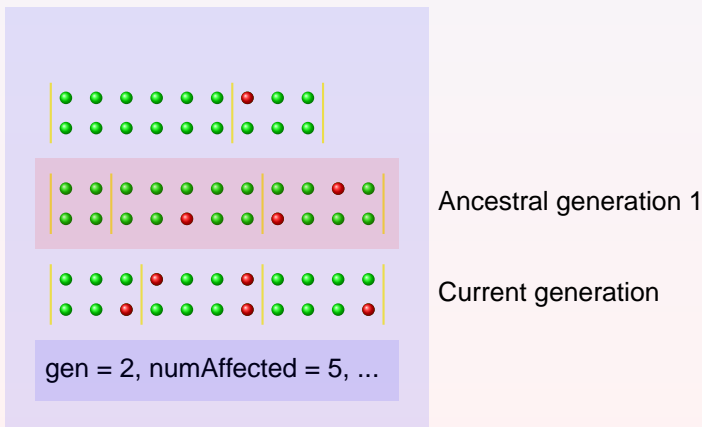 Ancestral generation 1
Current generation
gen = 2, numAffected = 5, ...